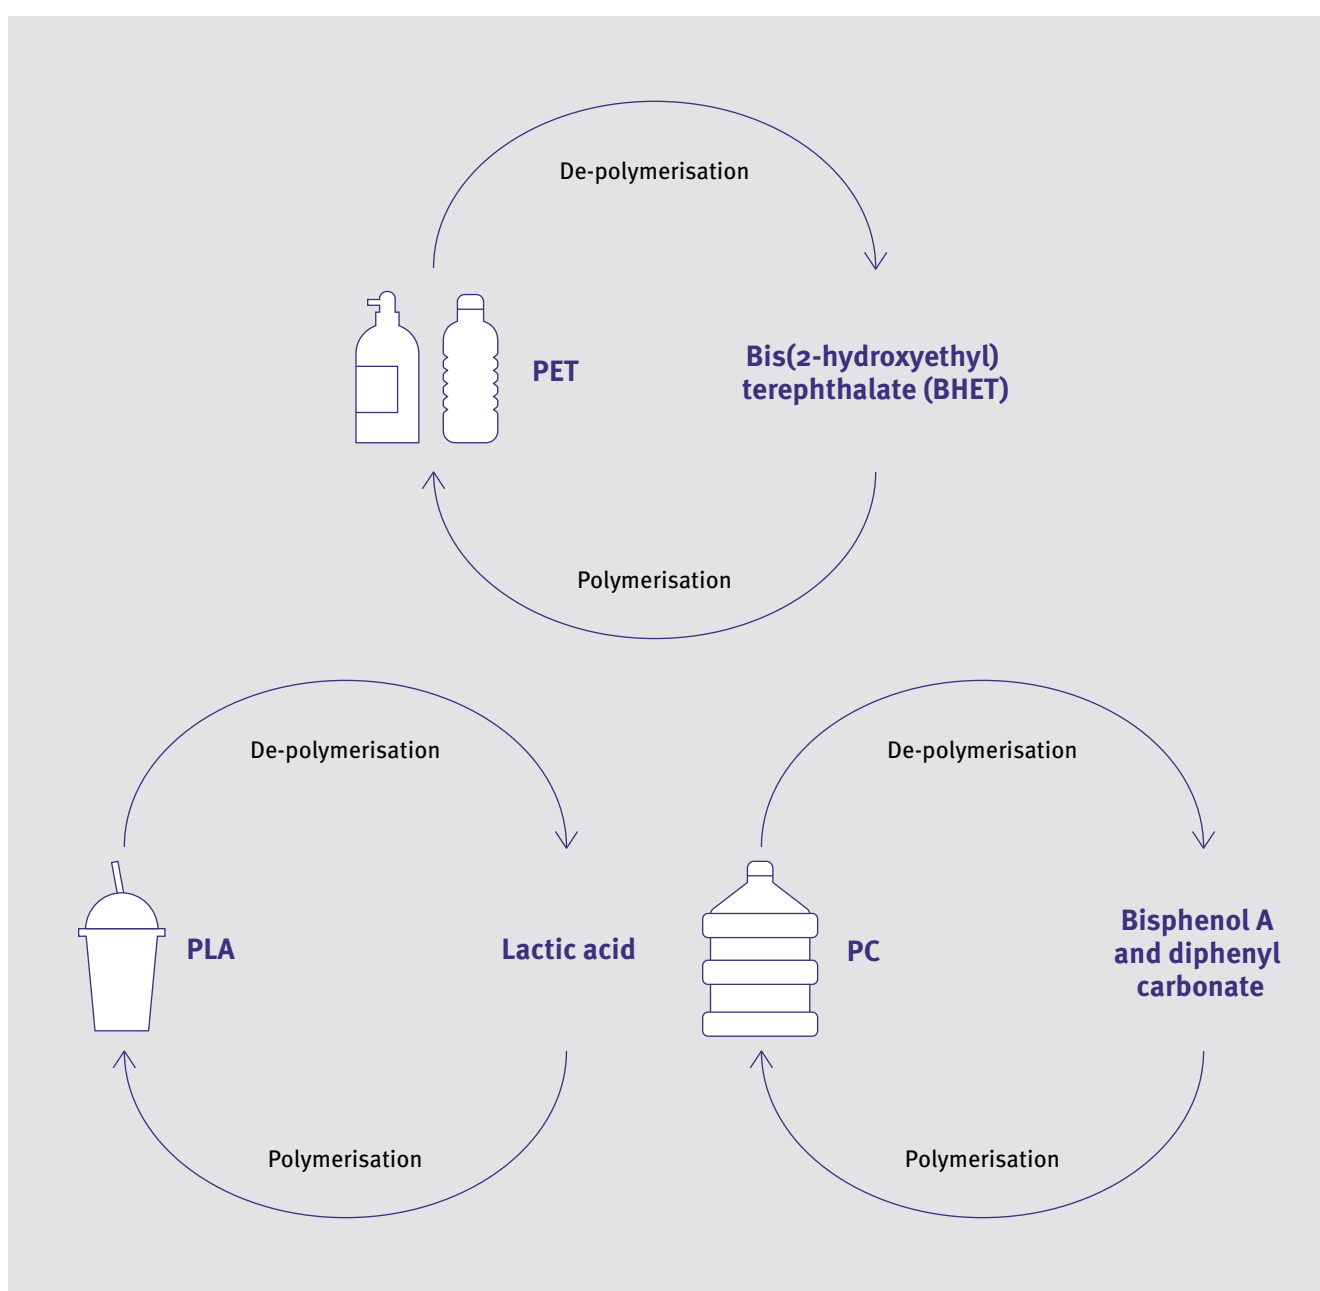 De-polymerisation
PET
Bis(2-hydroxyethyl)
terephthalate (BHET)
Polymerisation
De-polymerisation
PLA
Lactic acid
Polymerisation
De-polymerisation
PC
Bisphenol A
and diphenyl
carbonate
Polymerisation